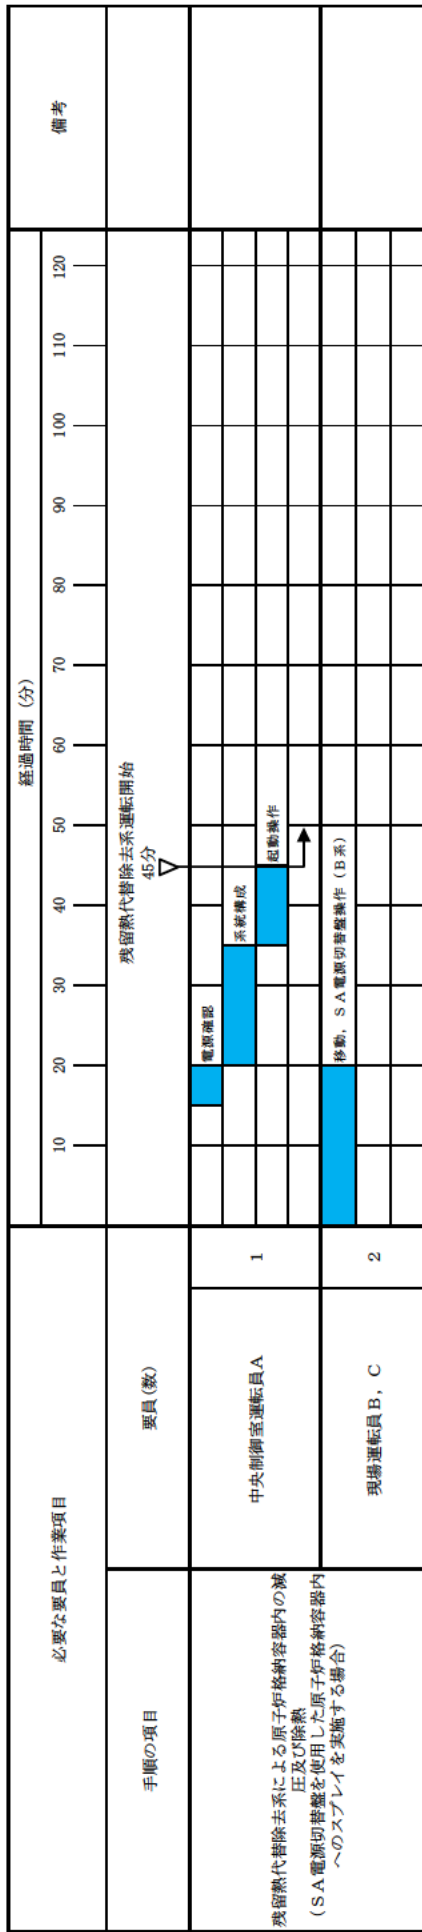 必要な要員と作業項目
経過時間（分）
備考
10 20 30 40 50 60 70 80 90 100 110 120
手順の項目
要員(数)
残留熱代替除去系運転開始
45分
残留熱代替除去系による原子炉格納容器内の減
圧及び除熱
(ＳＡ電源切替盤を使用した原子炉格納容器内
へのスプレイを実施する場合)
中央制御室運転員A
1
電源確認
系統構成
起動操作
現場運転員B，C
2
移動，ＳＡ電源切替盤操作（B系）